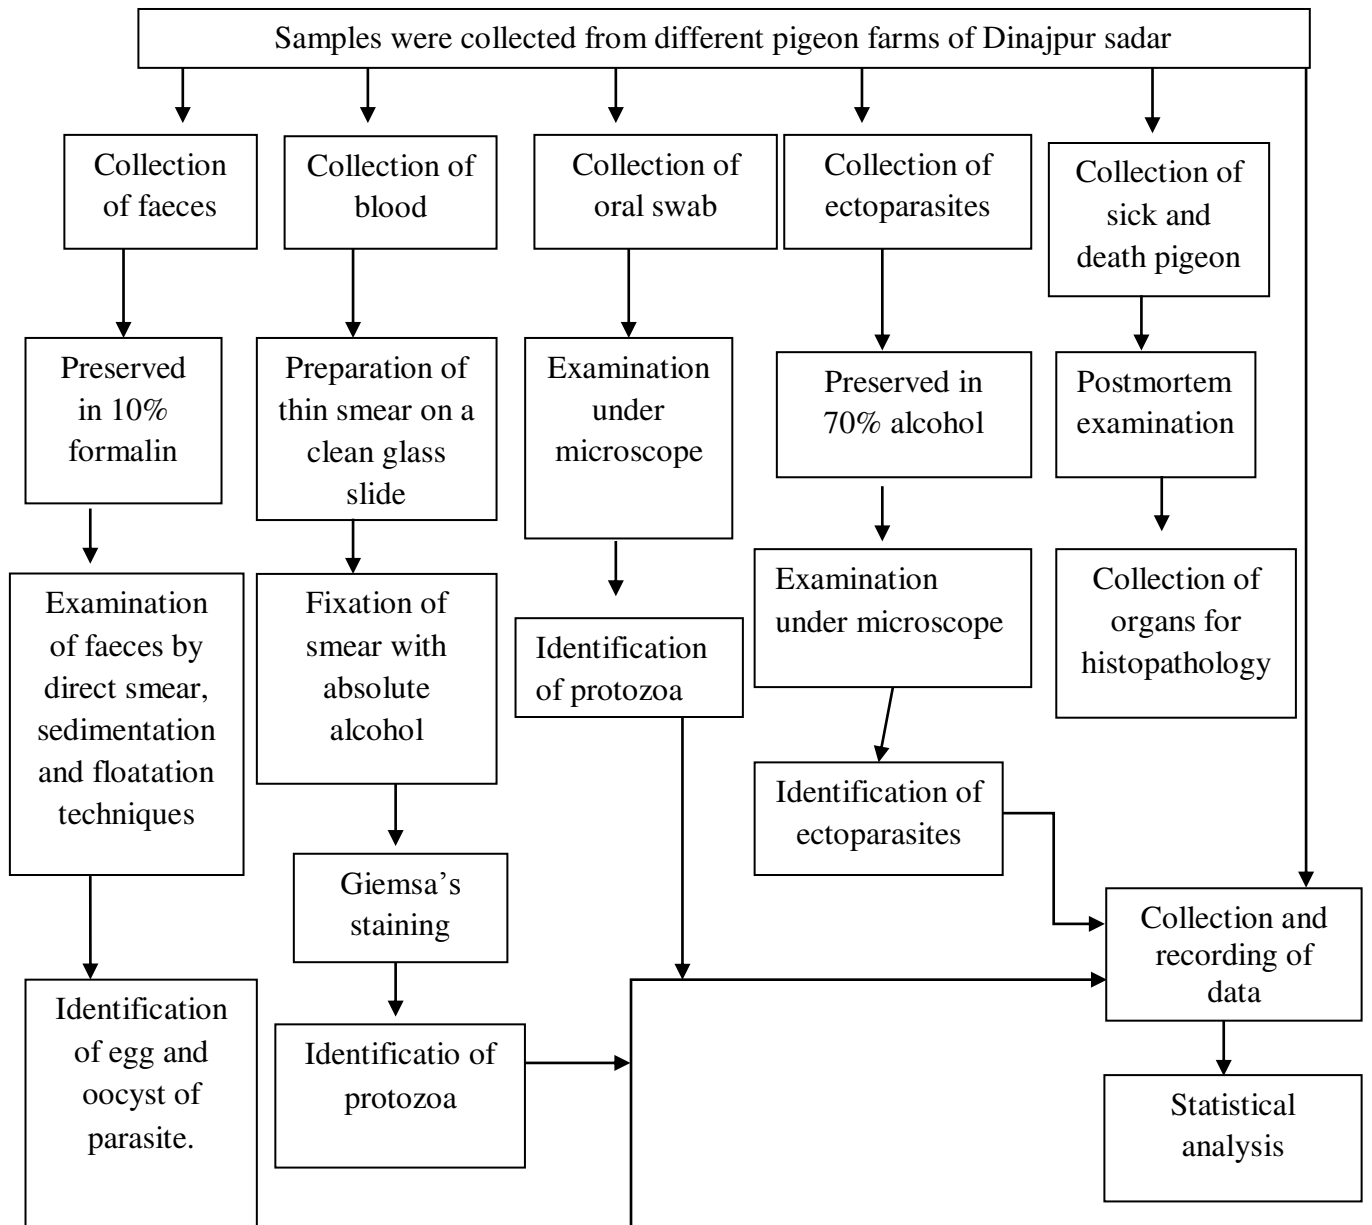 Samples were collected from different pigeon farms of Dinajpur sadar
Collection
of faeces
Collection of
blood
Collection of
oral swab
Collection of
ectoparasites
Collection of
sick and
death pigeon
Preserved
in 10%
formalin
Preparation of
thin smear on a
clean glass
slide
Examination
under
microscope
Preserved in
70% alcohol
Postmortem
examination
Examination
of faeces by
direct smear,
sedimentation
and floatation
techniques
Fixation of
smear with
absolute
alcohol
Identification
of protozoa
Examination
under microscope
Collection of
organs for
histopathology
Identification of
ectoparasites
Giemsa’s
staining
Collection and
recording of
data
Identification
of egg and
oocyst of
parasite.
Identificatio of
protozoa
Statistical
analysis